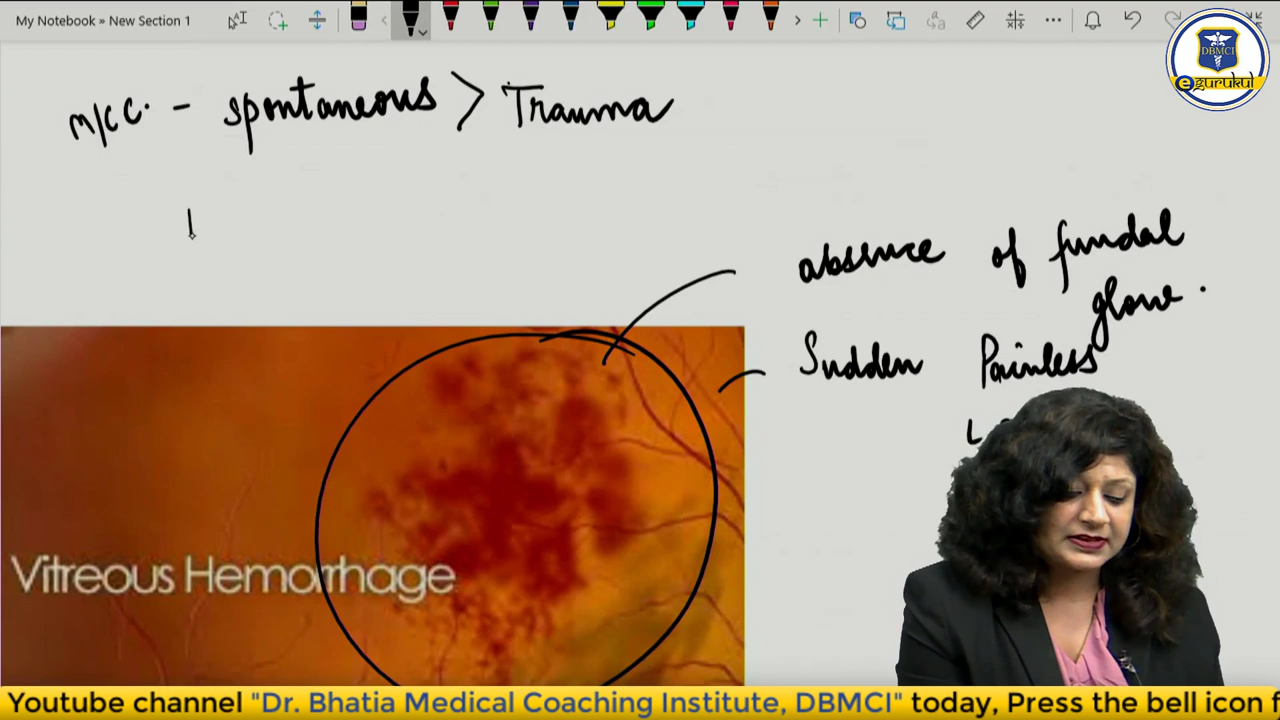 My Notebook » New Section 1
DBMCI
eGurukul
M/C C. - spontaneous > Trauma
absence of fundal
glow.
Sudden Painless
Vitreous Hemorrhage
Youtube channel "Dr. Bhatia Medical Coaching Institute, DBMCI" today, Press the bell icon f